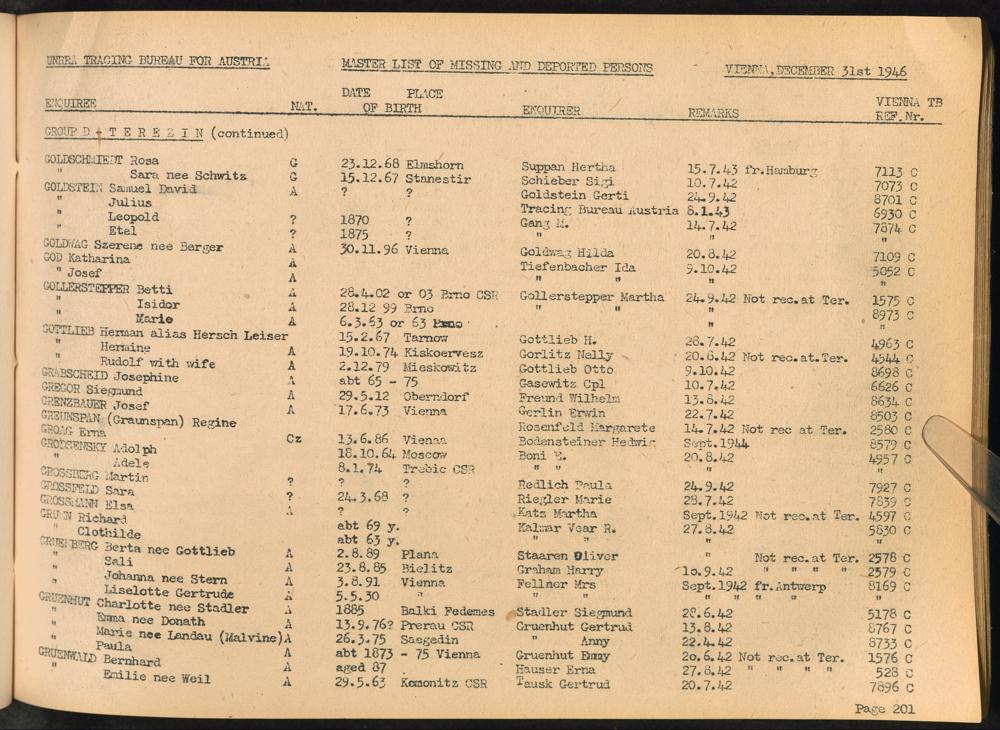 UNRRA TRACING BUREAU FOR AUSTRIA MASTER LIST OF MISSING AND DEPORTED PERSONS VIENNA, DECEMBER 31st 1946
DATE PLACE VIENNA TB
ENQUIREE NAT. OF BIRTH ENQUIRER REMARKS REF.Nr.
GROUP D - T E R E Z I N (continued)
GOLDSCHMIEDT Rosa G 23.12.68 Elmshorn Suppan Hertha 15.7.43 fr.Hamburg 7113 C
" Sara nee Schwitz G 15.12.67 Stanestir Schieber Sigi 10.7.42 7073 C
GOLDSTEIN Samuel David A ? ? Goldstein Gerti 24.9.42 8701 C
" Julius Tracing Bureau Austria 8.1.43 6930 C
" Leopold ? 1870 ? Gang M. 14.7.42 7874 C
" Etel ? 1875 ? " " "
GOLDWAG Szerene nee Berger A 30.11.96 Vienna Goldwag Hilda 20.8.42 7109 C
GOD Katharina A Tiefenbacher Ida 9.10.42 5052 C
" Josef A " " " "
GOLLERSTEPPER Betti A 28.4.02 or 03 Brno CSR Gollerstepper Martha 24.9.42 Not rec.at Ter. 1575 C
" Isidor A 28.12 99 Brno " " " 8973 C
" Marie A 6.3.63 or 63 Brno " "
GOTTLIEB Herman alias Hersch Leiser 15.2.67 Tarnow Gottlieb H. 28.7.42 4963 C
" Hermine A 19.10.74 Kiskoervesz Gorlitz Nelly 20.8.42 Not rec.at.Ter. 4544 C
" Rudolf with wife A 2.12.79 Mieskowitz Gottlieb Otto 9.10.42 8698 C
GRABSCHEID Josephine A abt 65 - 75 Gasewitz Cpl 10.7.42 6626 C
GREGOR Siegmund A 29.5.12 Oberndorf Freund Wilhelm 13.8.42 8634 C
GRENZBAUER Josef A 17.6.73 Vienna Gerlin Erwin 22.7.42 8503 C
GREUNSPAN (Graunspan) Regine Rosenfeld Margarete 14.7.42 Not rec at Ter. 2580 C
GROAG Erna Cz 13.6.86 Vienna Bodensteiner Hedwig Sept.1944 8579 C
GRODSENSKY Adolph 18.10.64 Moscow Boni E. 20.8.42 4957 C
" Adele 8.1.74 Trebic CSR " " "
GROSSBERG Martin ? ? ? Redlich Paula 24.9.42 7927 C
GROSSFELD Sara ? 24.3.68 ? Riegler Marie 28.7.42 7839 C
GROSSMANN Elsa A ? ? Katz Martha Sept.1942 Not rec.at Ter. 4597 C
GRUEN Richard abt 69 y. Kalmar Vear R. 27.8.42 5830 C
" Clothilde abt 63 y. " " "
GRUENBERG Berta nee Gottlieb A 2.8.89 Plana Staaren Oliver Not rec.at Ter. 2578 C
" Sali A 23.8.85 Bielitz Graham Harry 10.9.42 " " " " 2579 C
" Johanna nee Stern A 3.8.91 Vienna Fellner Mrs Sept.1942 fr.Antwerp 8169 C
" Liselotte Gertrude A 5.5.30 " " " " " " " "
GRUENHUT Charlotte nee Stadler A 1885 Balki Fedemes Stadler Siegmund 28.6.42 5178 C
" Emma nee Donath A 13.9.76? Prerau CSR Gruenhut Gertrud 13.8.42 8767 C
" Marie nee Landau (Malvine) A 26.3.75 Szegedin " Anny 22.4.42 8733 C
" Paula A abt 1873 - 75 Vienna Gruenhut Emmy 20.6.42 Not rec.at Ter. 1576 C
GRUENWALD Bernhard A aged 87 Hauser Erna 27.8.42 " " " " 528 C
" Emilie nee Weil A 29.5.63 Komonitz CSR Tausk Gertrud 20.7.42 7896 C
Page 201